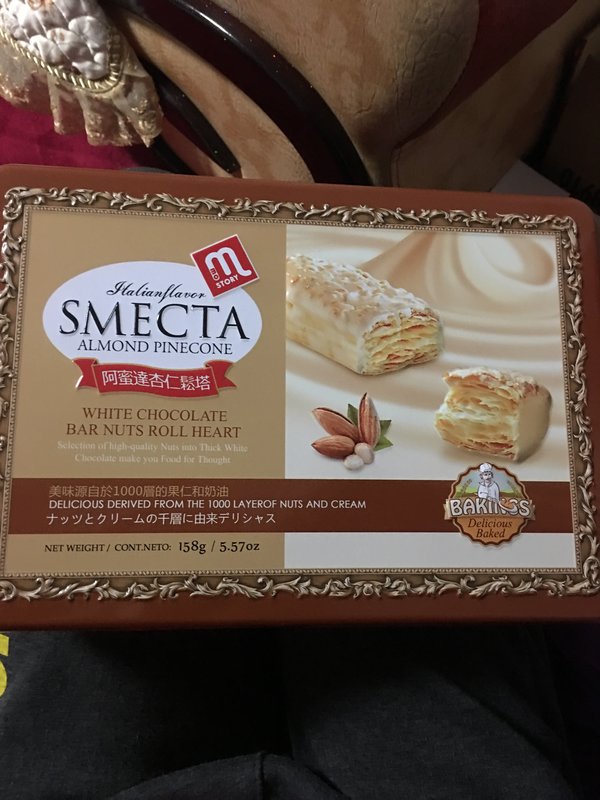 m
STORY
Italianflavor
SMECTA
ALMOND PINECONE
阿蜜達杏仁鬆塔
WHITE CHOCOLATE
BAR NUTS ROLL HEART
Selection of high-quality Nuts into Thick White
Chocolate make you Food for Thought
美味源自於1000層的果仁和奶油
DELICIOUS DERIVED FROM THE 1000 LAYEROF NUTS AND CREAM
ナッツとクリームの千層に由来デリシャス
NET WEIGHT / CONT.NETO: 158g / 5.57oz
Delicious
Baked